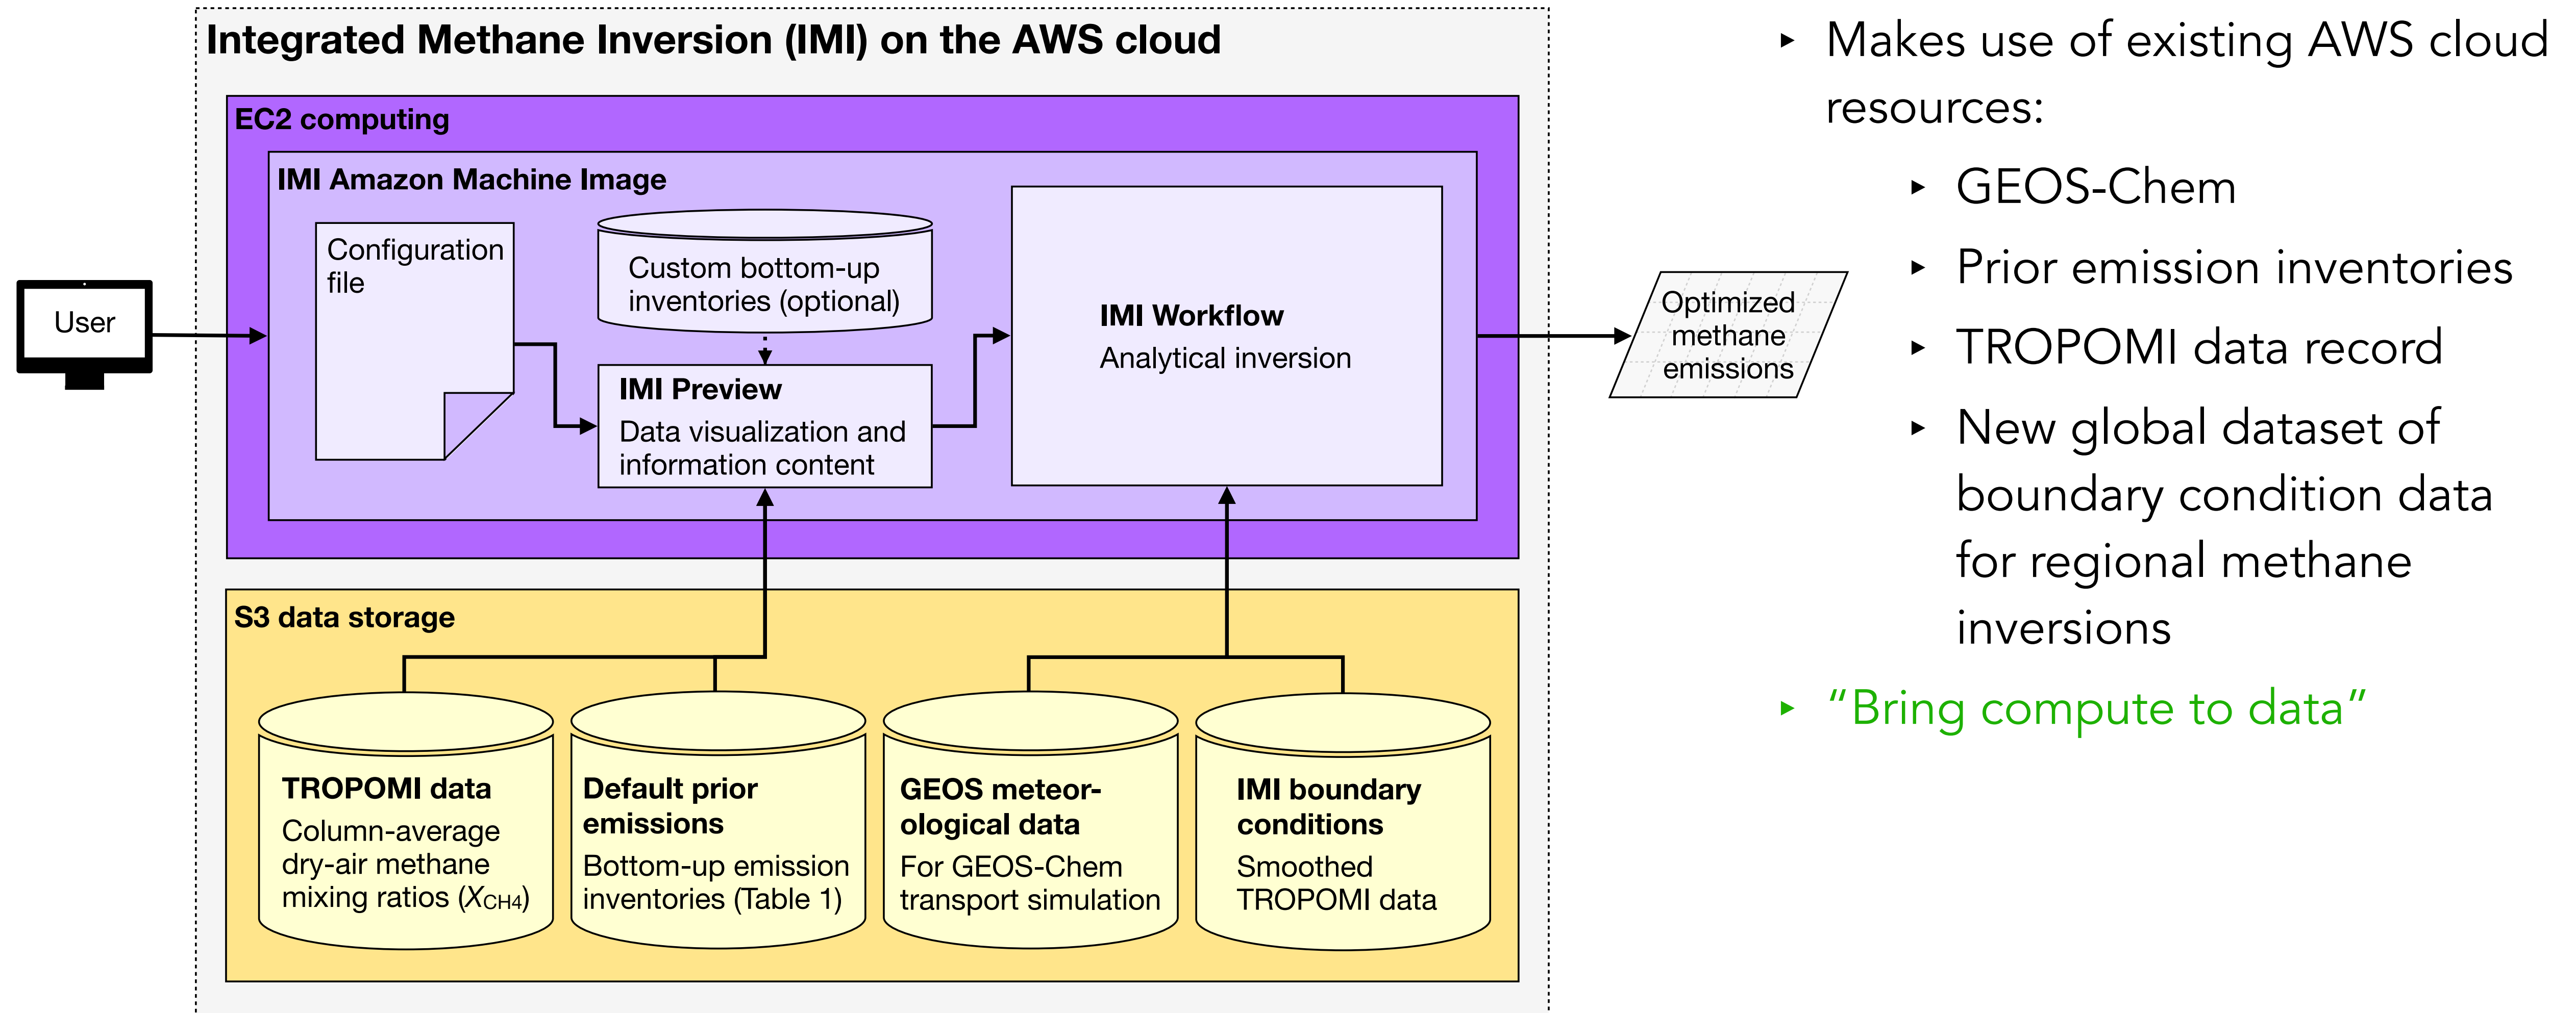 Integrated Methane Inversion (IMI) on the AWS cloud
EC2 computing
IMI Amazon Machine Image
Configuration
file
Custom bottom-up
inventories (optional)
IMI Preview
Data visualization and
information content
IMI Workflow
Analytical inversion
User
Optimized
methane
emissions
S3 data storage
TROPOMI data
Column-average
dry-air methane
mixing ratios (XCH4)
Default prior
emissions
Bottom-up emission
inventories (Table 1)
GEOS meteor-
ological data
For GEOS-Chem
transport simulation
IMI boundary
conditions
Smoothed
TROPOMI data
‣ Makes use of existing AWS cloud
resources:
‣ GEOS-Chem
‣ Prior emission inventories
‣ TROPOMI data record
‣ New global dataset of
boundary condition data
for regional methane
inversions
‣ “Bring compute to data”